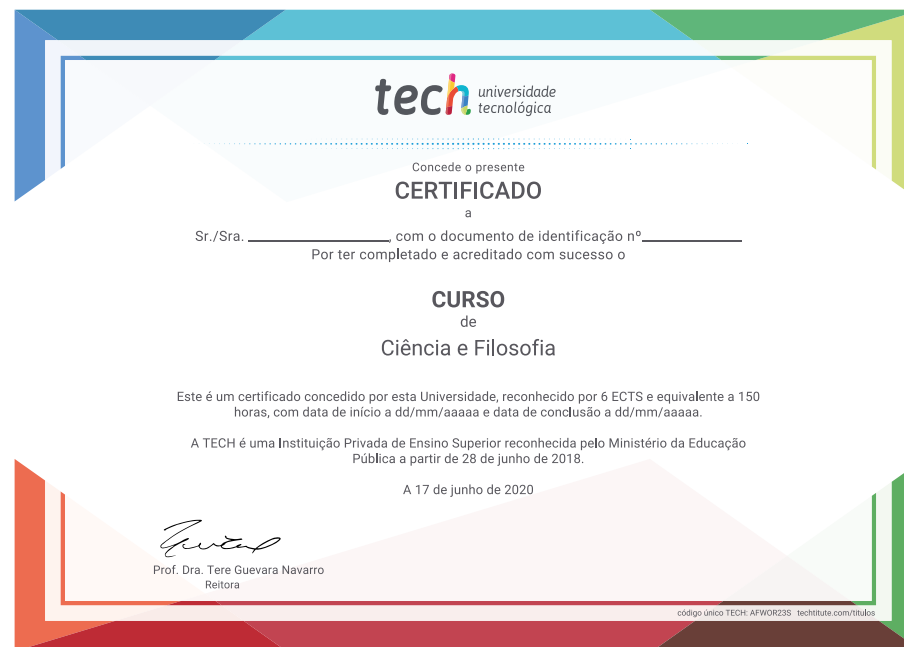 tech universidade
tecnológica
Concede o presente
CERTIFICADO
a
Sr./Sra. ________________, com o documento de identificação nº____________
Por ter completado e acreditado com sucesso o
CURSO
de
Ciência e Filosofia
Este é um certificado concedido por esta Universidade, reconhecido por 6 ECTS e equivalente a 150
horas, com data de início a dd/mm/aaaaa e data de conclusão a dd/mm/aaaaa.
A TECH é uma Instituição Privada de Ensino Superior reconhecida pelo Ministério da Educação
Pública a partir de 28 de junho de 2018.
A 17 de junho de 2020
Prof. Dra. Tere Guevara Navarro
Reitora
código único TECH: AFWOR23S techtitute.com/titulos